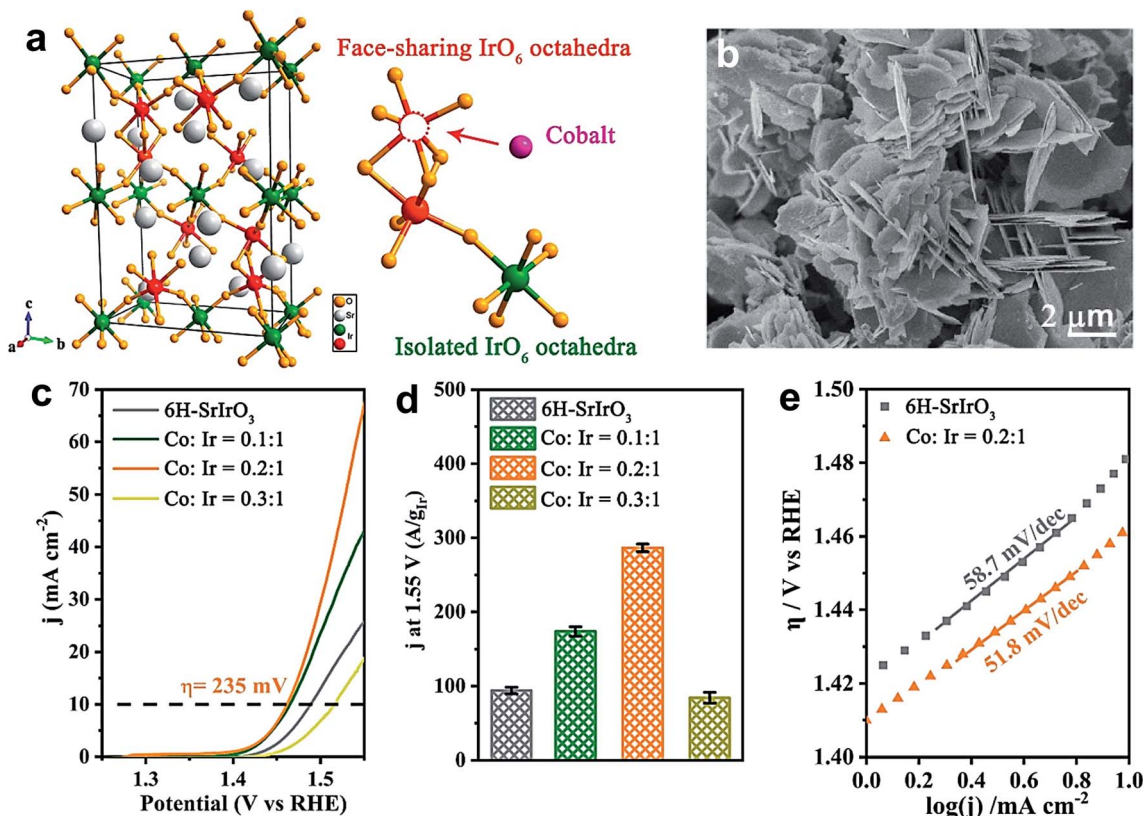 a
Face-sharing IrO₆ octahedra
Cobalt
Isolated IrO₆ octahedra
c
a
b
O
Sr
Ir
b
2 μm
c
j (mA cm⁻²)
70
60
50
40
30
20
10
0
6H-SrIrO₃
Co: Ir = 0.1:1
Co: Ir = 0.2:1
Co: Ir = 0.3:1
η= 235 mV
1.3 1.4 1.5
Potential (V vs RHE)
d
j at 1.55 V (A/gIr)
500
400
300
200
100
0
6H-SrIrO₃
Co: Ir = 0.1:1
Co: Ir = 0.2:1
Co: Ir = 0.3:1
e
η / V vs RHE
1.50
1.48
1.46
1.44
1.42
1.40
6H-SrIrO₃
Co: Ir = 0.2:1
58.7 mV/dec
51.8 mV/dec
0.0 0.2 0.4 0.6 0.8 1.0
log(j) /mA cm⁻²